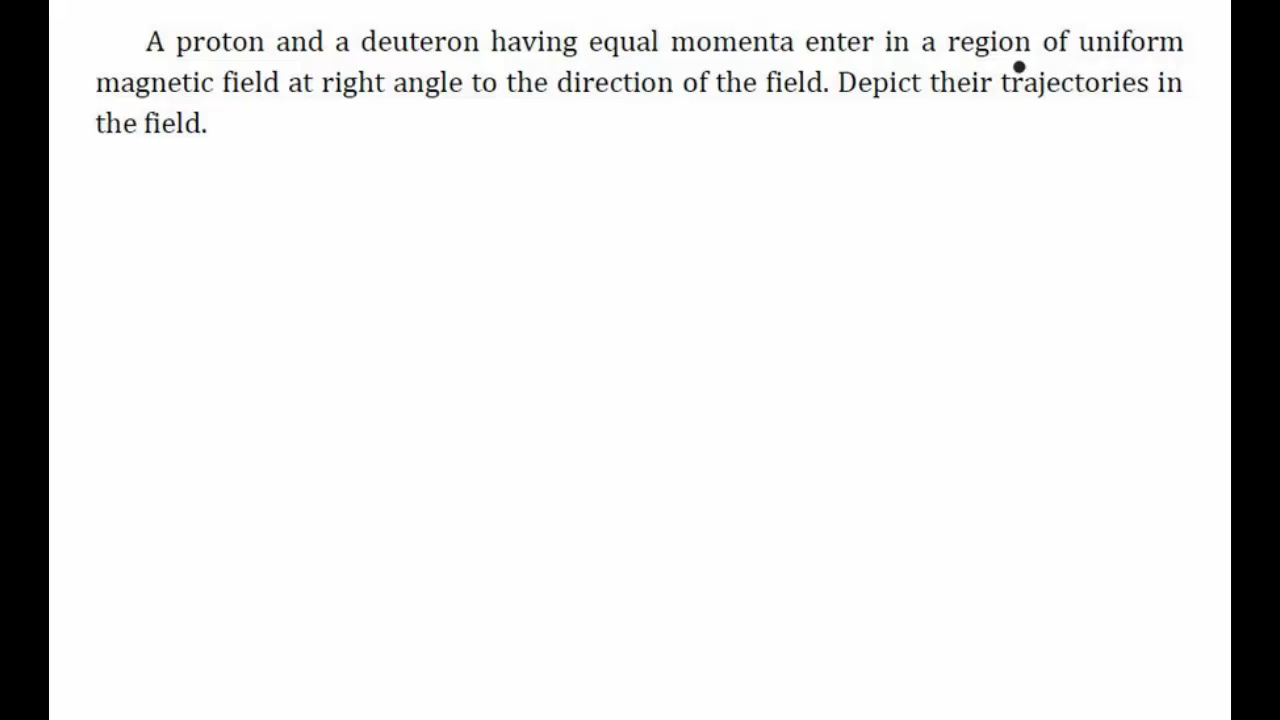 A proton and a deuteron having equal momenta enter in a region of uniform
magnetic field at right angle to the direction of the field. Depict their trajectories in
the field.